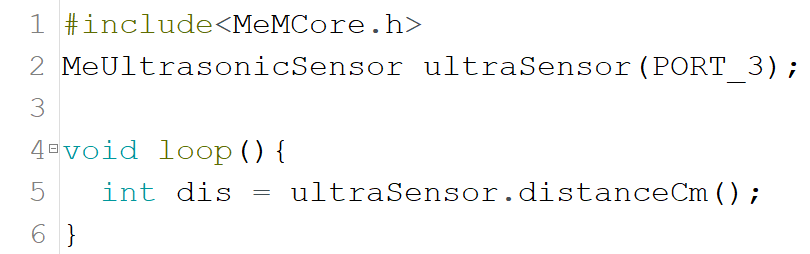 1 #include<MeMCore.h>
2 MeUltrasonicSensor ultraSensor(PORT_3);
3
4 void loop(){
5   int dis = ultraSensor.distanceCm();
6 }